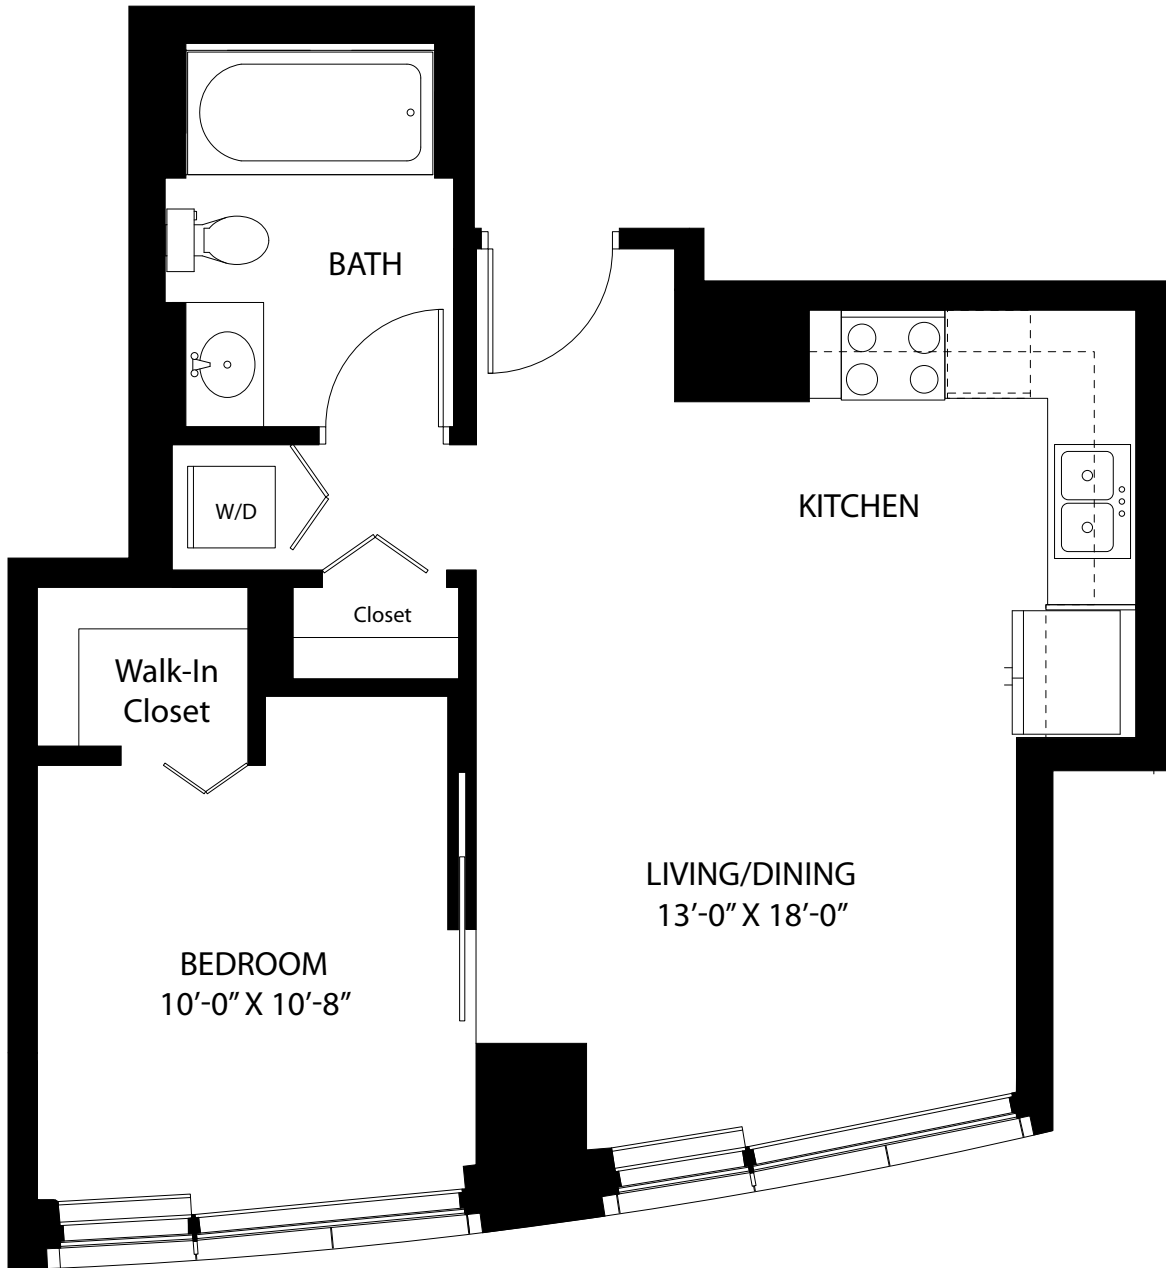 BATH
KITCHEN
W/D
Closet
Walk-In
Closet
LIVING/DINING
13’-0” X 18’-0”
BEDROOM
10’-0” X 10’-8”